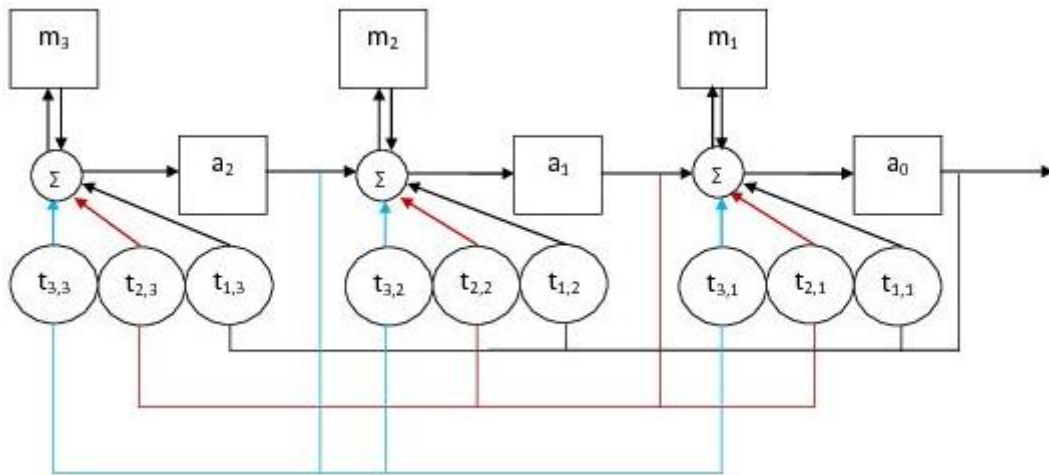 m₃ m₂ m₁
Σ a₂ Σ a₁ Σ a₀
t₃,₃ t₂,₃ t₁,₃ t₃,₂ t₂,₂ t₁,₂ t₃,₁ t₂,₁ t₁,₁